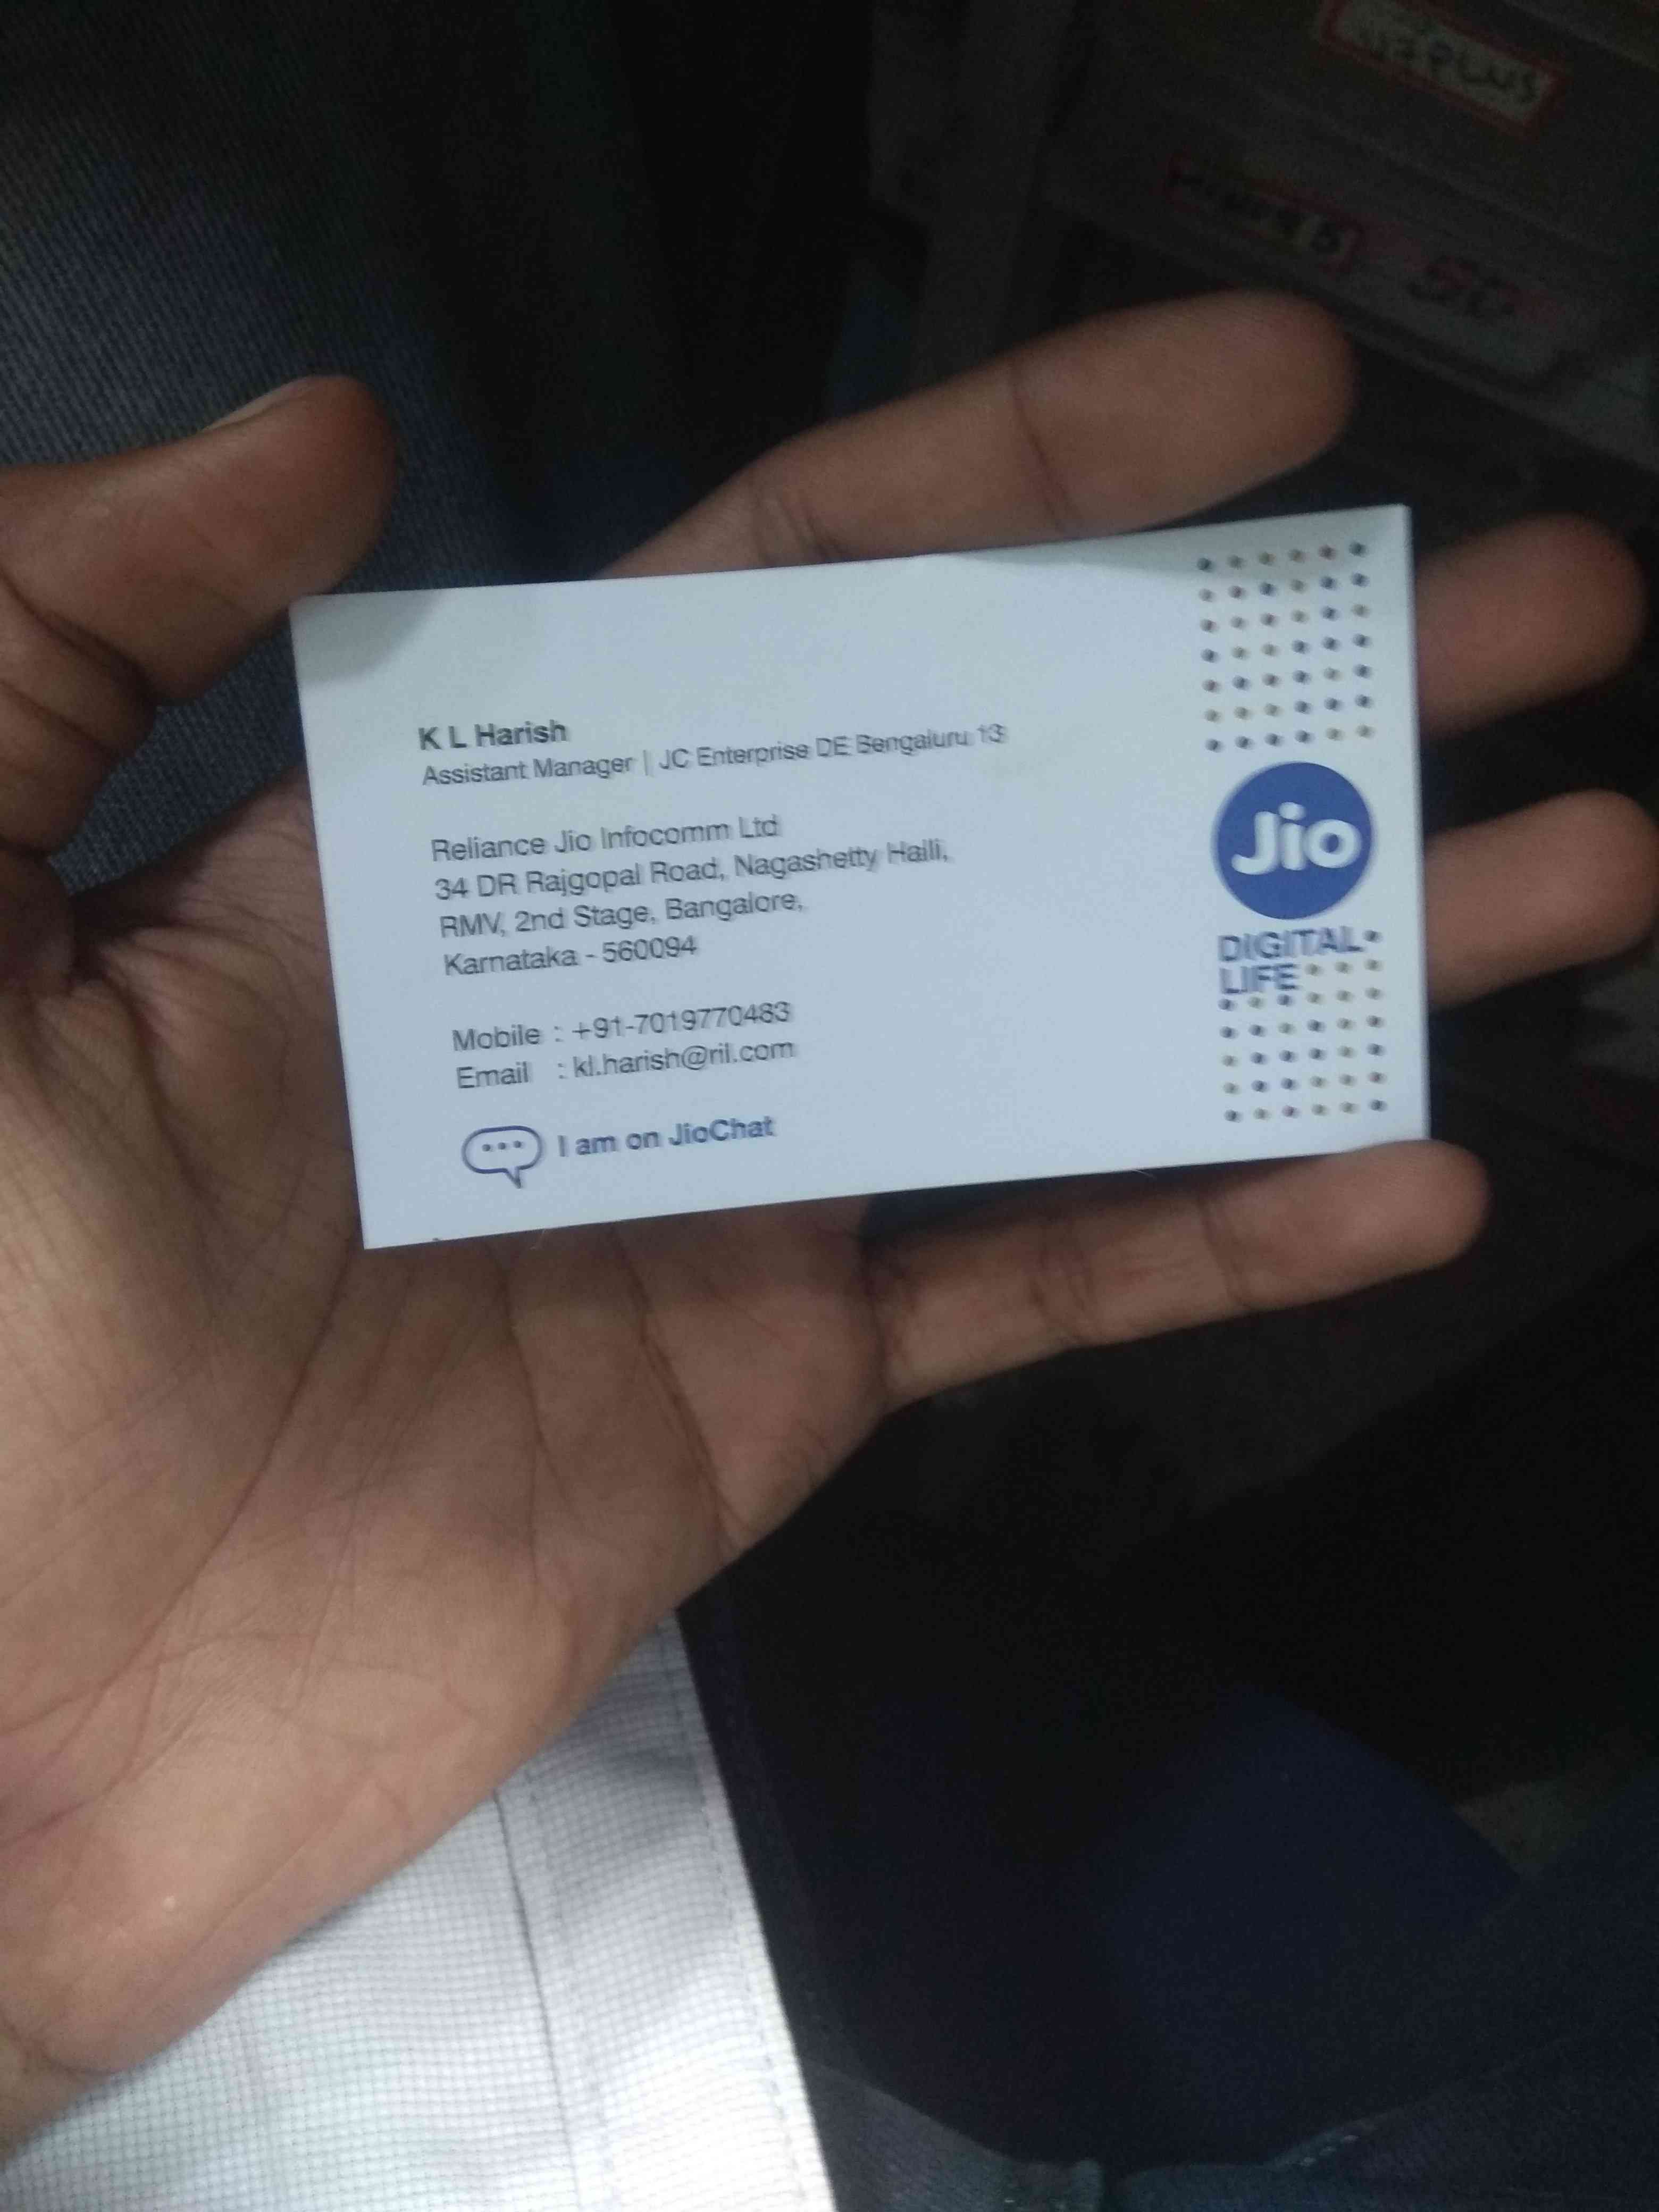 K L Harish
Assistant Manager | JC Enterprise DE Bengaluru 13
Reliance Jio Infocomm Ltd
34 DR Rajgopal Road, Nagashetty Halli,
RMV, 2nd Stage, Bangalore,
Karnataka - 560094
Mobile : +91-7019770483
Email : kl.harish@ril.com
I am on JioChat
Jio
DIGITAL
LIFE